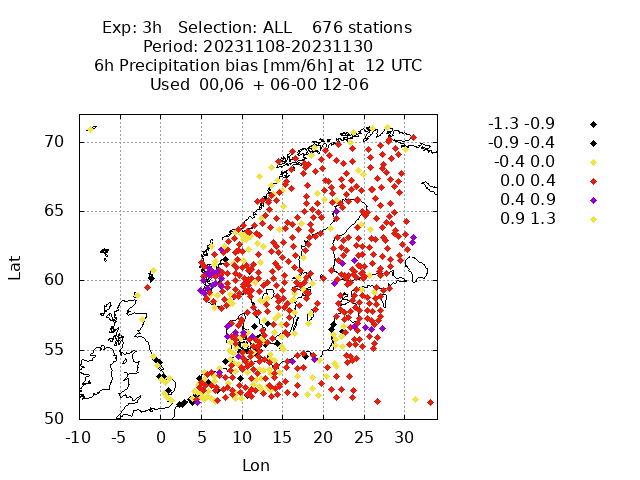 Exp: 3h   Selection: ALL    676 stations
Period: 20231108-20231130
6h Precipitation bias [mm/6h] at  12 UTC
Used 00,06  + 06-00 12-06
-1.3 -0.9
-0.9 -0.4
-0.4 0.0
0.0 0.4
0.4 0.9
0.9 1.3
70
65
60
55
50
Lat
-10 -5 0 5 10 15 20 25 30
Lon